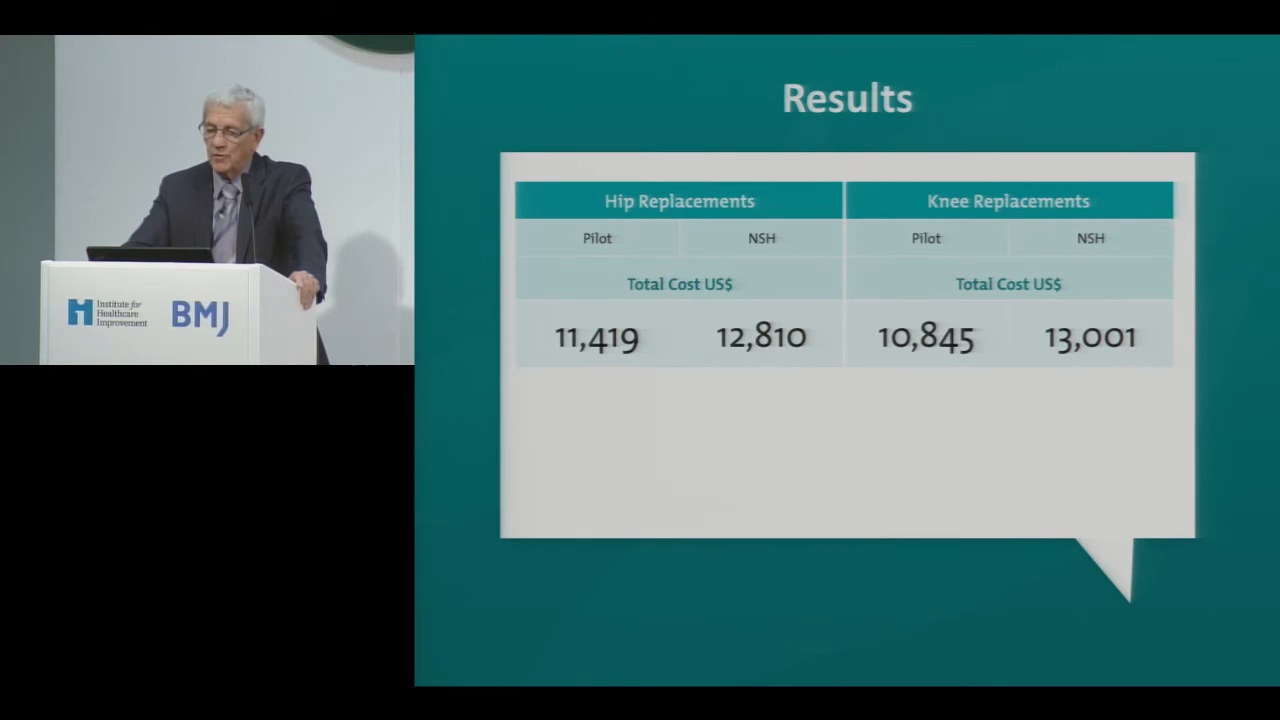 Institute for
Healthcare
Improvement
BMJ
Results
Hip Replacements Knee Replacements
Pilot NSH Pilot NSH
Total Cost US$ Total Cost US$
11,419 12,810 10,845 13,001